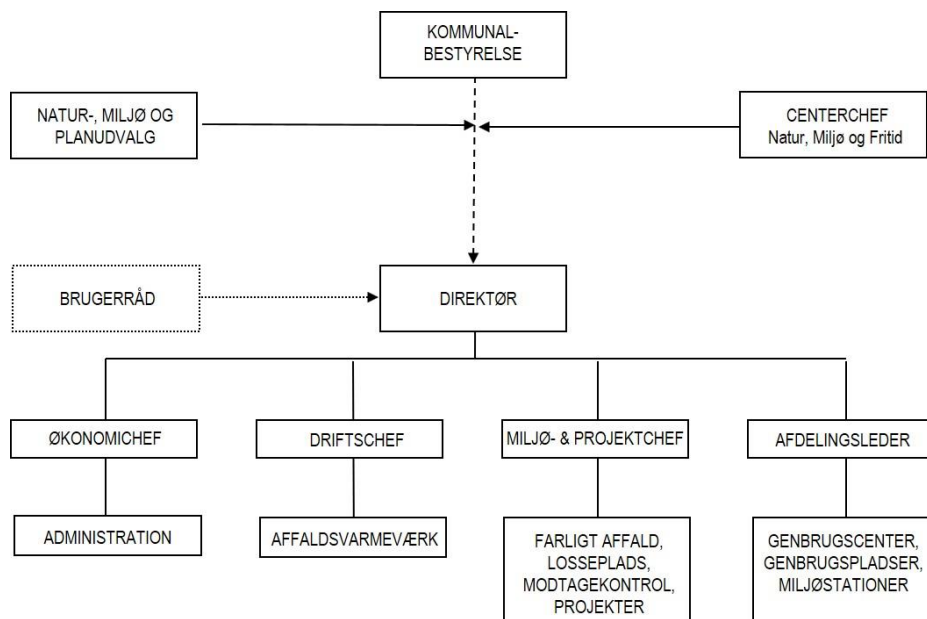 KOMMUNAL-
BESTYRELSE
NATUR-, MILJØ OG
PLANUDVALG
CENTERCHEF
Natur, Miljø og Fritid
BRUGERRÅD
DIREKTØR
ØKONOMICHEF
DRIFTSCHEF
MILJØ- & PROJEKTCHEF
AFDELINGSLEDER
ADMINISTRATION
AFFALDSVARMEVÆRK
FARLIGT AFFALD,
LOSSEPLADS,
MODTAGEKONTROL,
PROJEKTER
GENBRUGSCENTER,
GENBRUGSPLADSER,
MILJØSTATIONER